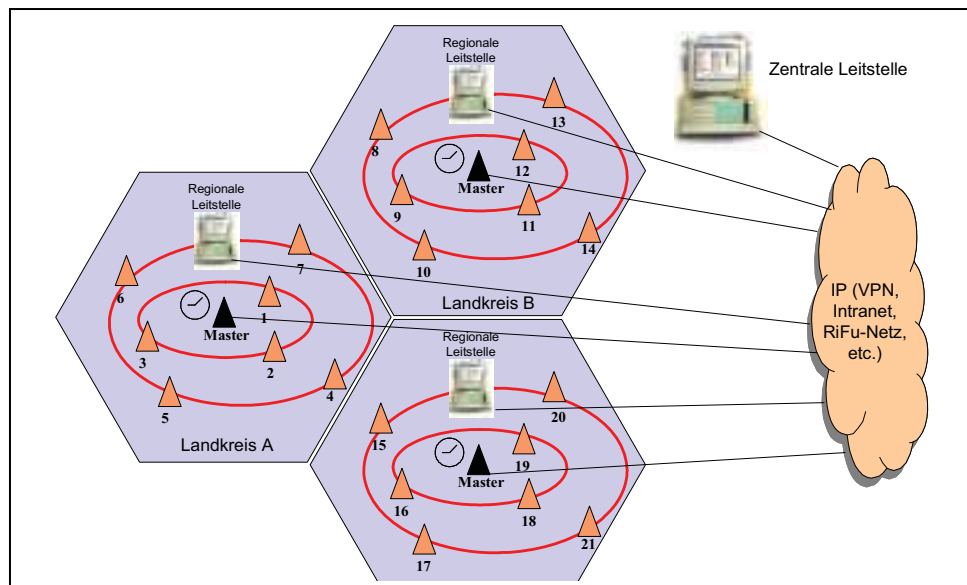 Regionale
Leitstelle
13
8
12
Master
9
11
10
14
Landkreis B
Zentrale Leitstelle
Regionale
Leitstelle
7
6
1
Master
3
2
4
5
Landkreis A
IP (VPN,
Intranet,
RiFu-Netz,
etc.)
Regionale
Leitstelle
20
15
19
Master
16
18
17
21